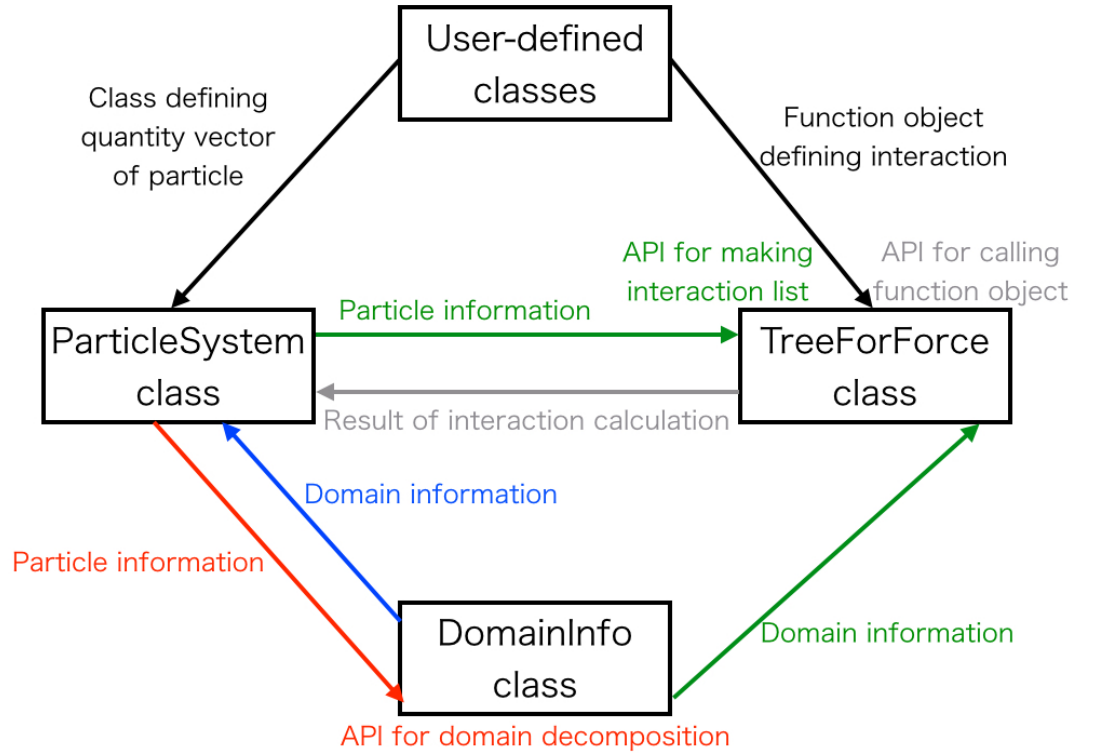 User-defined
classes
Class defining
quantity vector
of particle
Function object
defining interaction
API for making
interaction list
API for calling
function object
Particle information
ParticleSystem
class
TreeForForce
class
Result of interaction calculation
Domain information
Particle information
DomainInfo
class
Domain information
API for domain decomposition